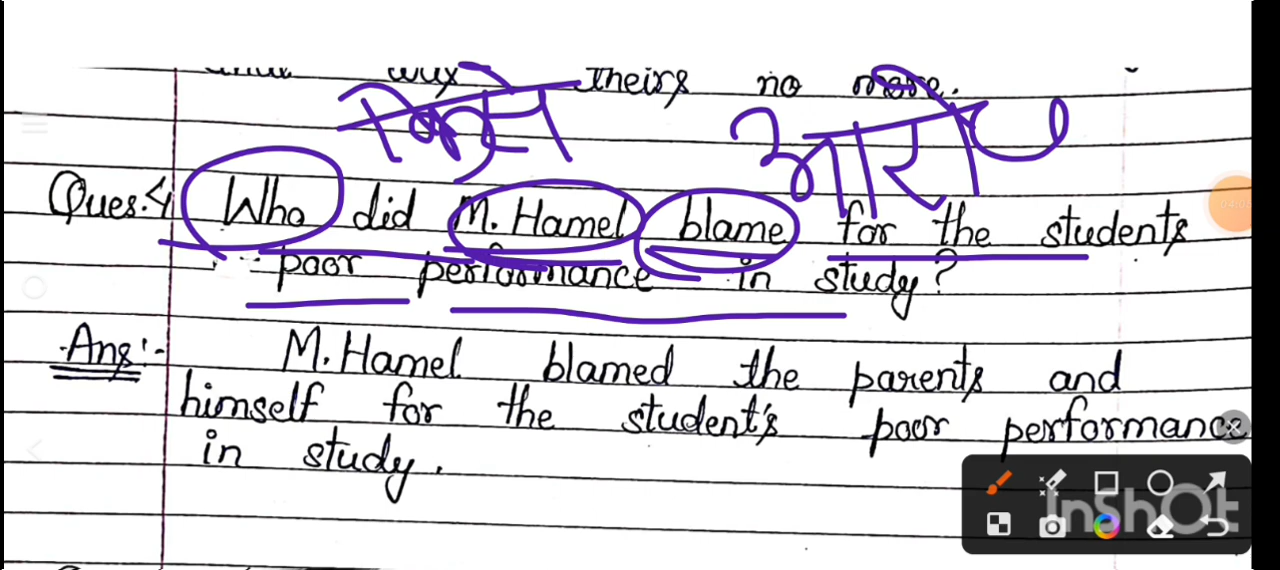 theirs no more.
Ques.4 Who did M. Hamel blame for the students
poor performance in study?
Ans:- M. Hamel blamed the parents and
himself for the student's poor performance
in study.
InShOt